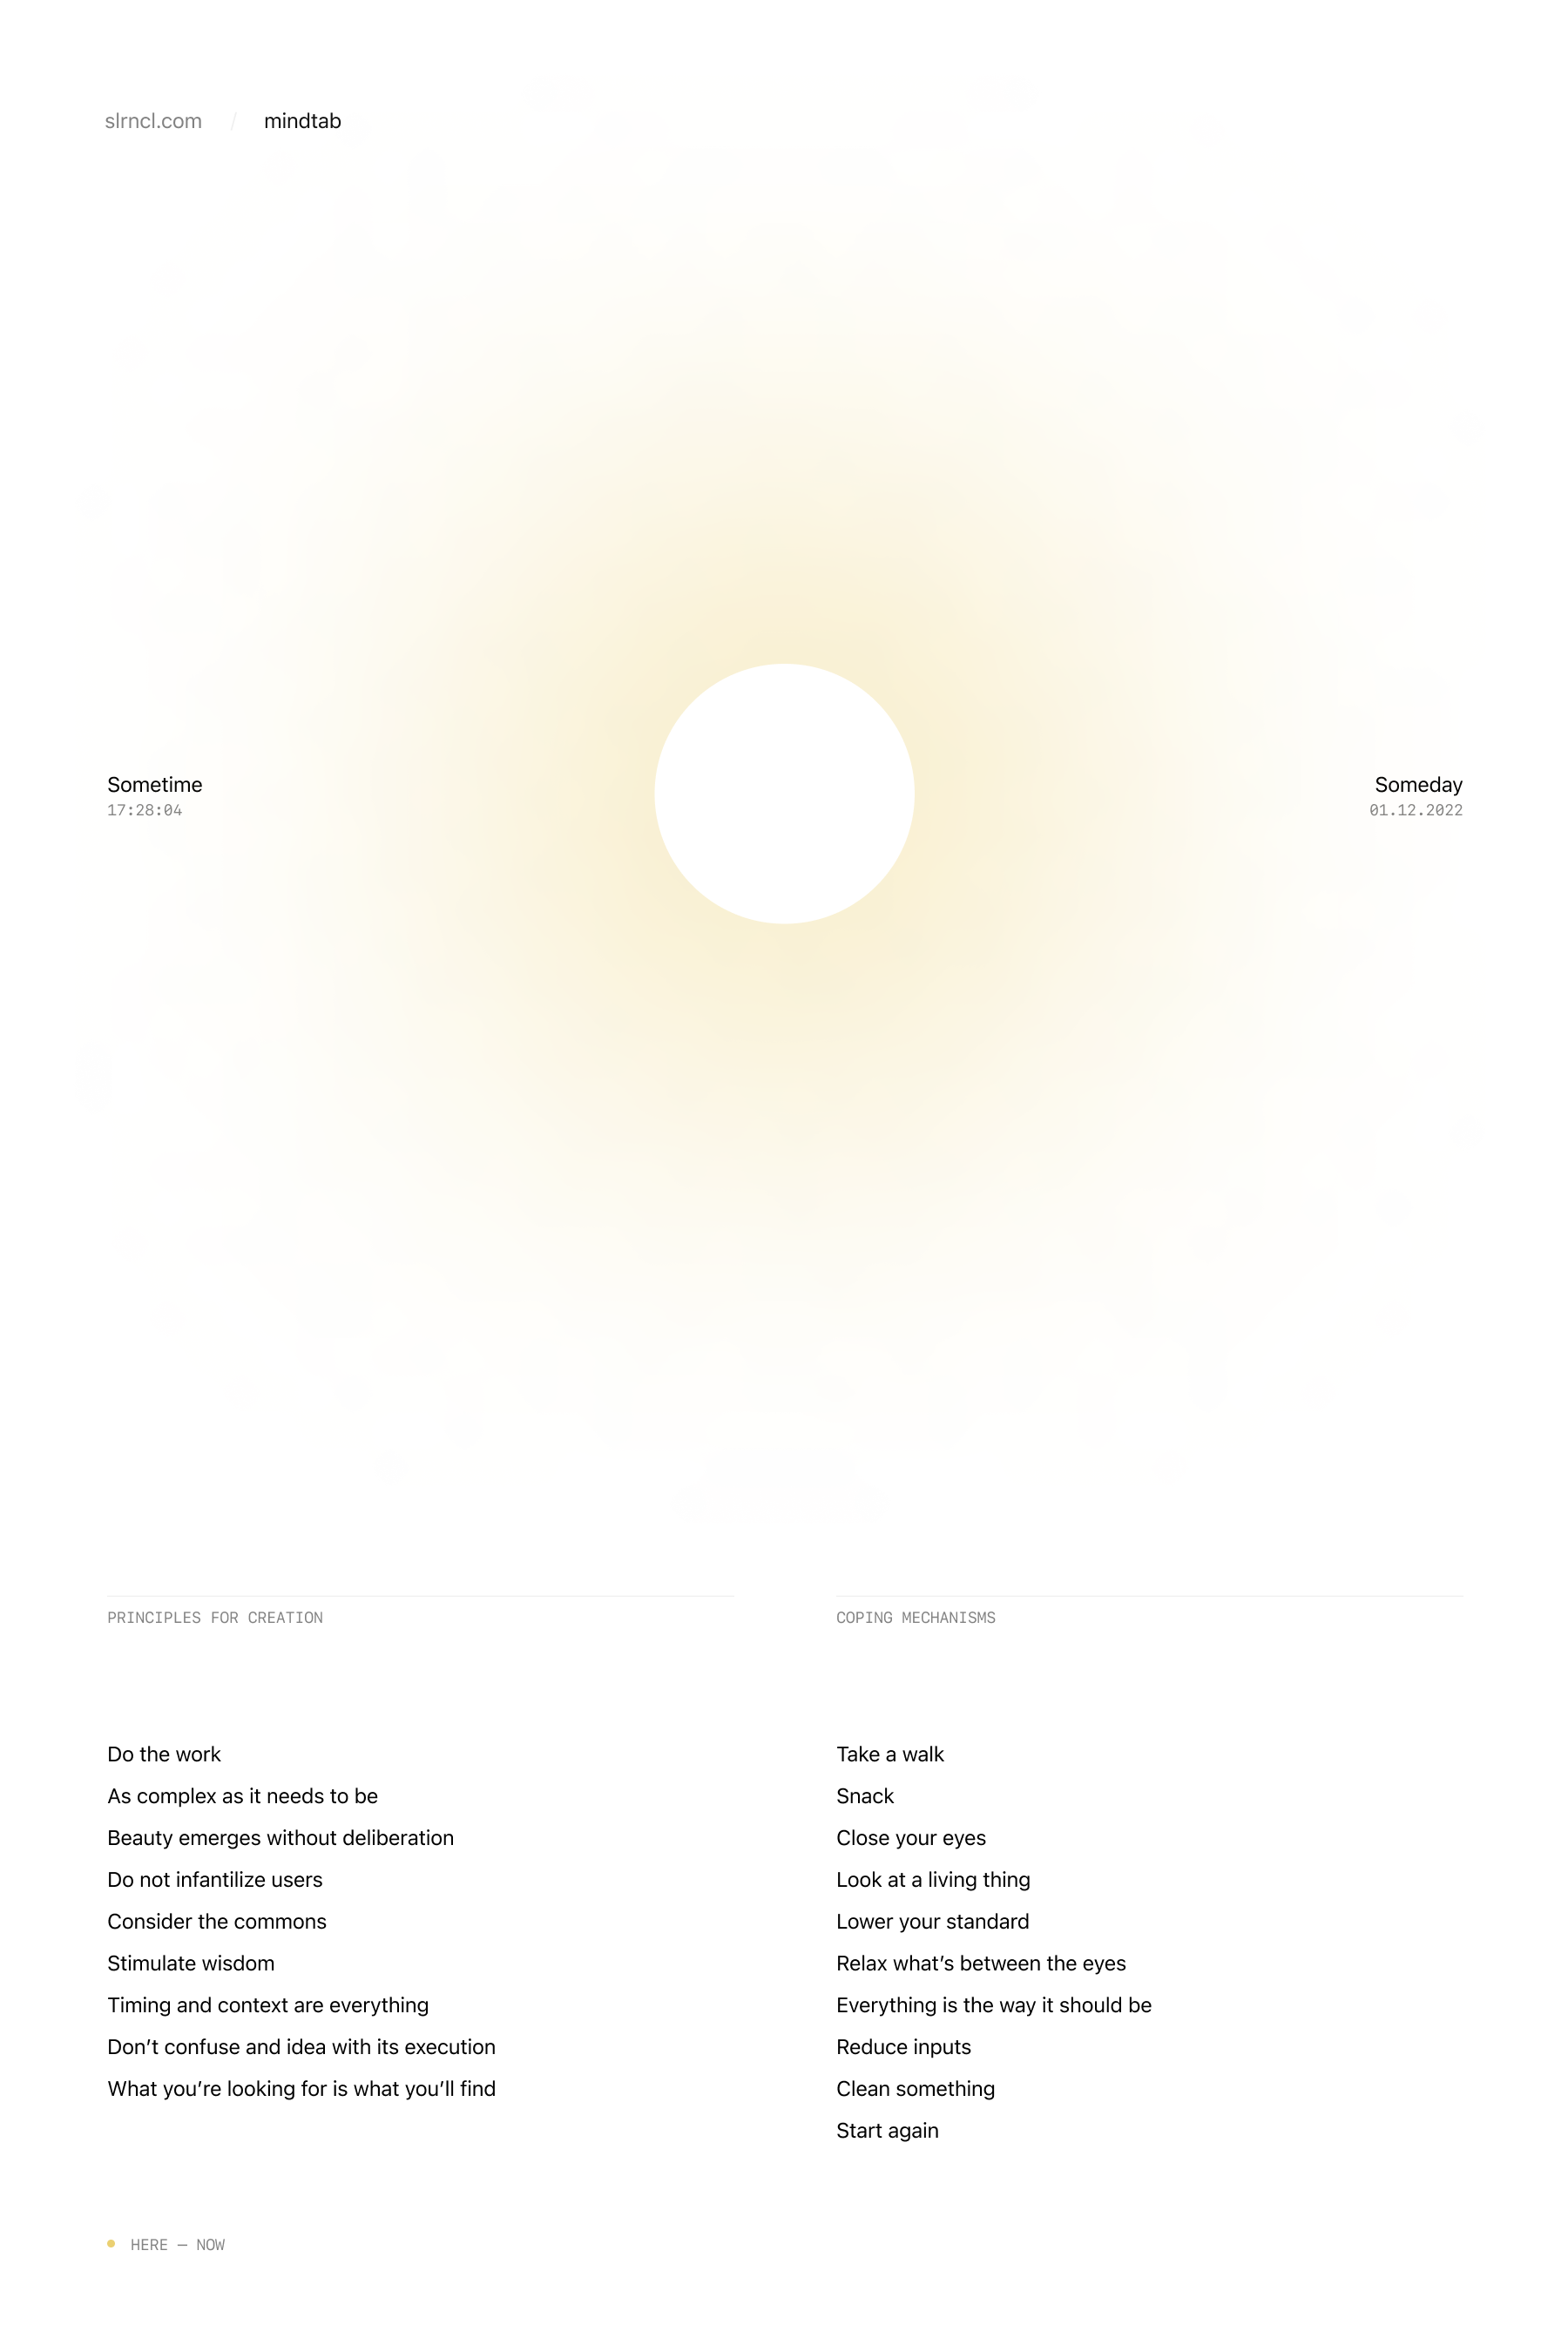 slrncl.com / mindtab
Sometime
17:28:04
Someday
01.12.2022
PRINCIPLES FOR CREATION
Do the work
As complex as it needs to be
Beauty emerges without deliberation
Do not infantilize users
Consider the commons
Stimulate wisdom
Timing and context are everything
Don’t confuse and idea with its execution
What you’re looking for is what you’ll find
COPING MECHANISMS
Take a walk
Snack
Close your eyes
Look at a living thing
Lower your standard
Relax what’s between the eyes
Everything is the way it should be
Reduce inputs
Clean something
Start again
HERE — NOW